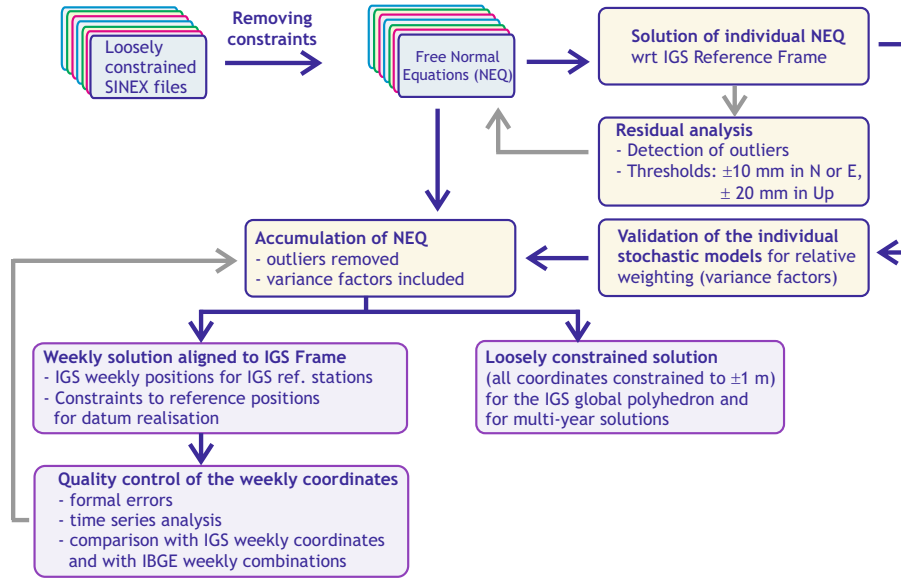 Removing
constraints
Loosely
constrained
SINEX files
Free Normal
Equations (NEQ)
Solution of individual NEQ
wrt IGS Reference Frame
Residual analysis
- Detection of outliers
- Thresholds: ±10 mm in N or E,
± 20 mm in Up
Accumulation of NEQ
- outliers removed
- variance factors included
Validation of the individual
stochastic models for relative
weighting (variance factors)
Weekly solution aligned to IGS Frame
- IGS weekly positions for IGS ref. stations
- Constraints to reference positions
for datum realisation
Loosely constrained solution
(all coordinates constrained to ±1 m)
for the IGS global polyhedron and
for multi-year solutions
Quality control of the weekly coordinates
- formal errors
- time series analysis
- comparison with IGS weekly coordinates
and with IBGE weekly combinations